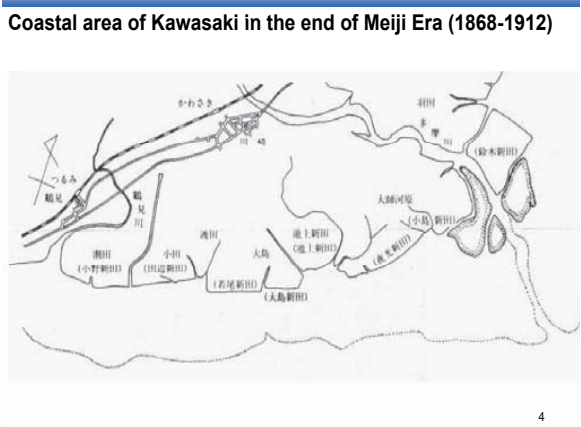 Coastal area of Kawasaki in the end of Meiji Era (1868-1912)
かわさき
川崎
羽田
多摩川
(鈴木新田)
つるみ
鶴見
鶴見川
大師河原
(小島新田)
池上新田
(池上新田)
(夜光新田)
渡田
大島
潮田
(小野新田)
小田
(田辺新田)
(若尾新田)
(大島新田)
4